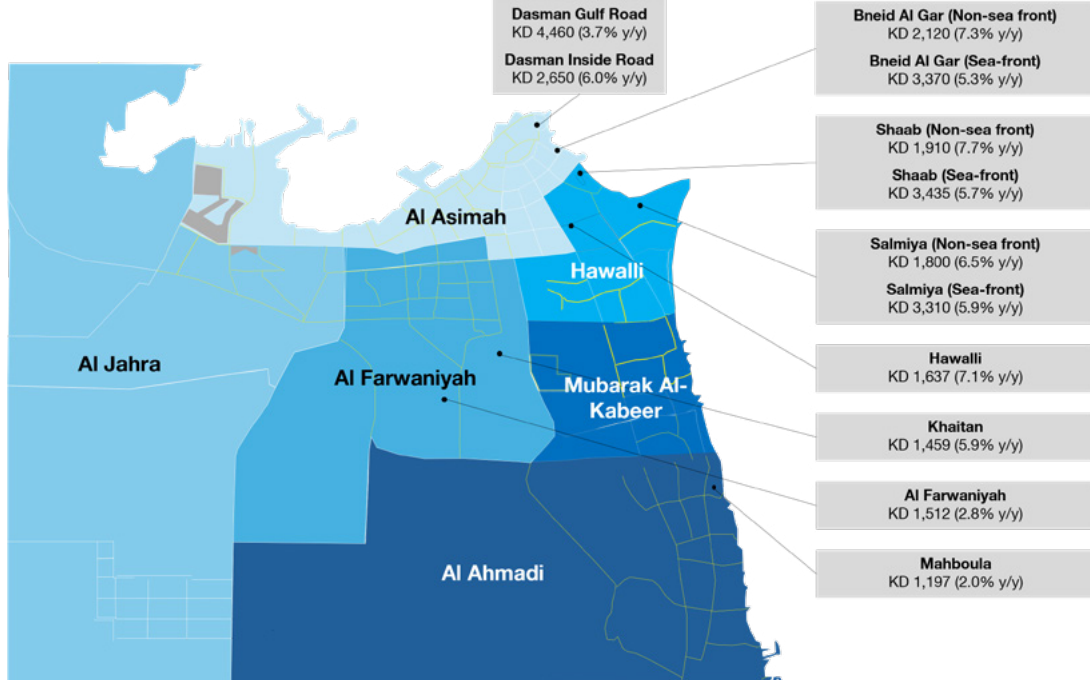 Dasman Gulf Road
KD 4,460 (3.7% y/y)
Dasman Inside Road
KD 2,650 (6.0% y/y)
Bneid Al Gar (Non-sea front)
KD 2,120 (7.3% y/y)
Bneid Al Gar (Sea-front)
KD 3,370 (5.3% y/y)
Shaab (Non-sea front)
KD 1,910 (7.7% y/y)
Shaab (Sea-front)
KD 3,435 (5.7% y/y)
Salmiya (Non-sea front)
KD 1,800 (6.5% y/y)
Salmiya (Sea-front)
KD 3,310 (5.9% y/y)
Hawalli
KD 1,637 (7.1% y/y)
Khaitan
KD 1,459 (5.9% y/y)
Al Farwaniyah
KD 1,512 (2.8% y/y)
Mahboula
KD 1,197 (2.0% y/y)
Al Asimah
Hawalli
Al Jahra
Al Farwaniyah
Mubarak Al-
Kabeer
Al Ahmadi